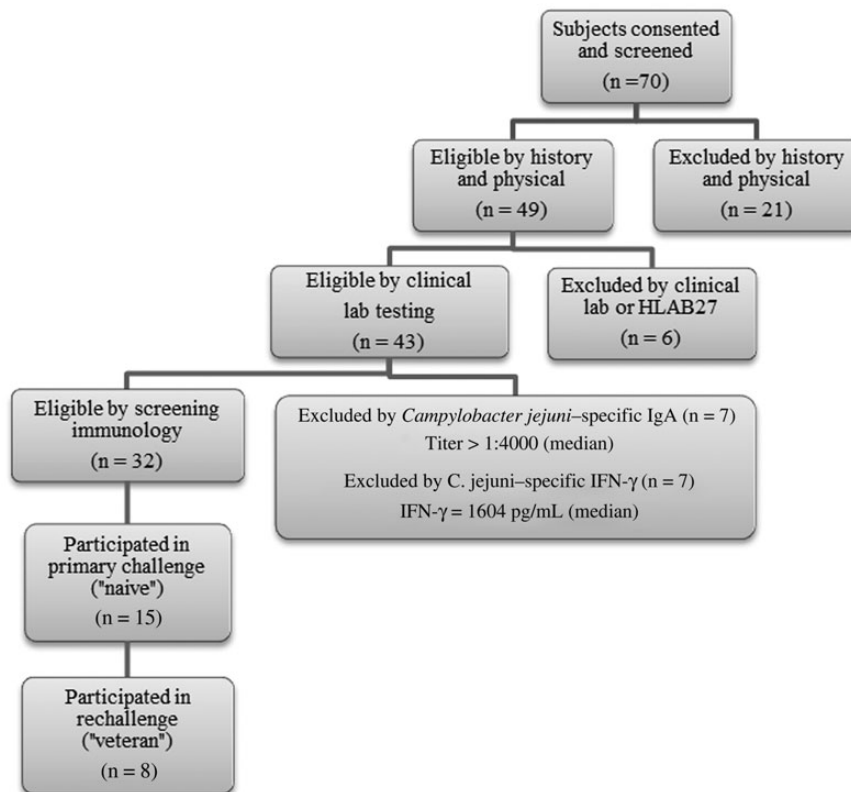 Subjects consented
and screened
(n =70)
Eligible by history
and physical
(n = 49)
Excluded by history
and physical
(n = 21)
Eligible by clinical
lab testing
(n = 43)
Excluded by clinical
lab or HLAB27
(n = 6)
Eligible by screening
immunology
(n = 32)
Excluded by Campylobacter jejuni–specific IgA (n = 7)
Titer > 1:4000 (median)
Excluded by C. jejuni–specific IFN-γ (n = 7)
IFN-γ = 1604 pg/mL (median)
Participated in
primary challenge
("naive")
(n = 15)
Participated in
rechallenge
("veteran")
(n = 8)